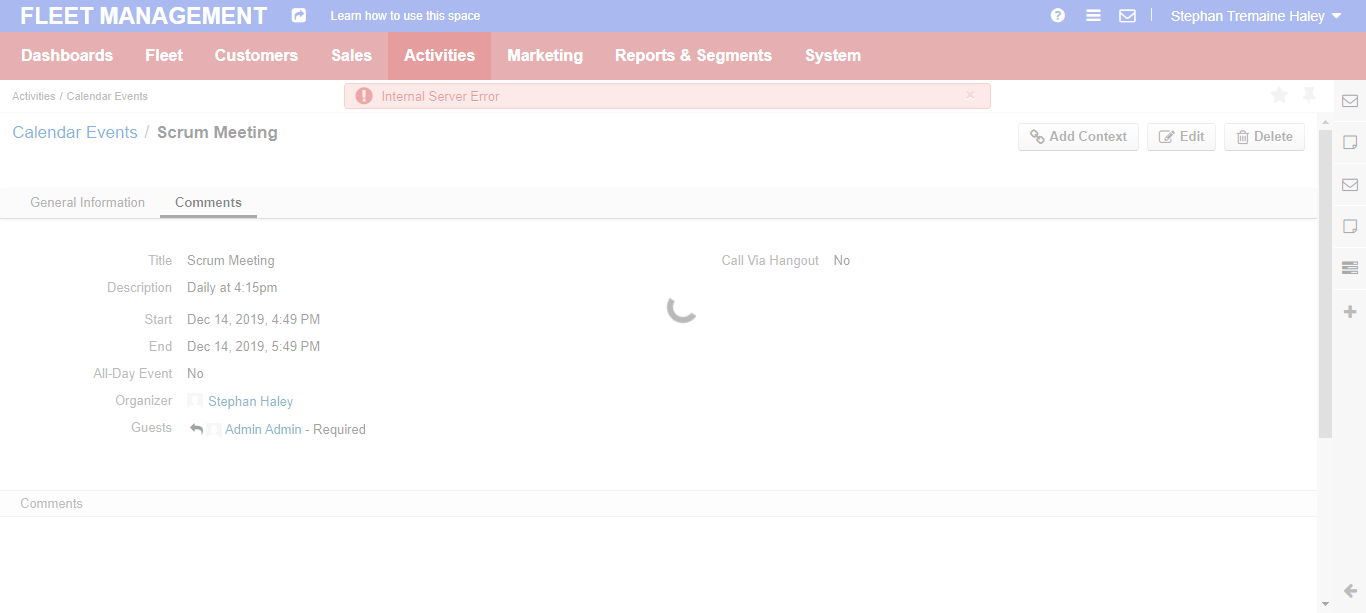 FLEET MANAGEMENT Learn how to use this space Stephan Tremaine Haley
Dashboards Fleet Customers Sales Activities Marketing Reports & Segments System
Activities / Calendar Events
Internal Server Error ×
Calendar Events / Scrum Meeting
Add Context Edit Delete
General Information Comments
Title Scrum Meeting
Call Via Hangout No
Description Daily at 4:15pm
Start Dec 14, 2019, 4:49 PM
End Dec 14, 2019, 5:49 PM
All-Day Event No
Organizer Stephan Haley
Guests Admin Admin - Required
Comments